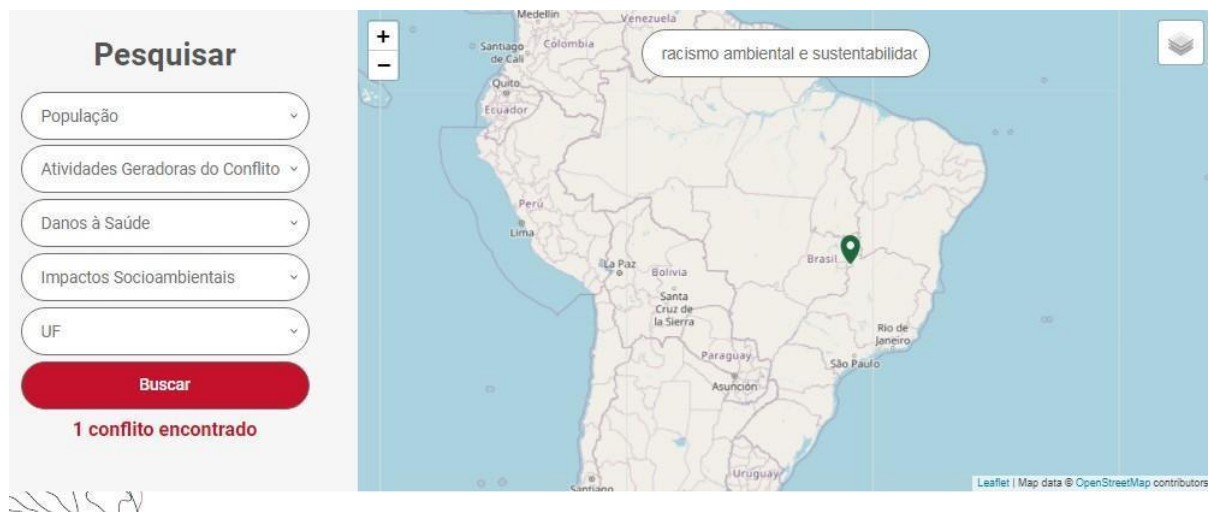 Pesquisar
População
Atividades Geradoras do Conflito
Danos à Saúde
Impactos Socioambientais
UF
Buscar
1 conflito encontrado
+
−
racismo ambiental e sustentabilidad
Medellín
Venezuela
Santiago
de Cali
Colombia
Quito
Ecuador
Perú
Lima
La Paz
Bolivia
Santa
Cruz de
la Sierra
Brasil
Rio de
Janeiro
São Paulo
Paraguay
Asunción
Uruguay
Santiago
Leaflet | Map data © OpenStreetMap contributors